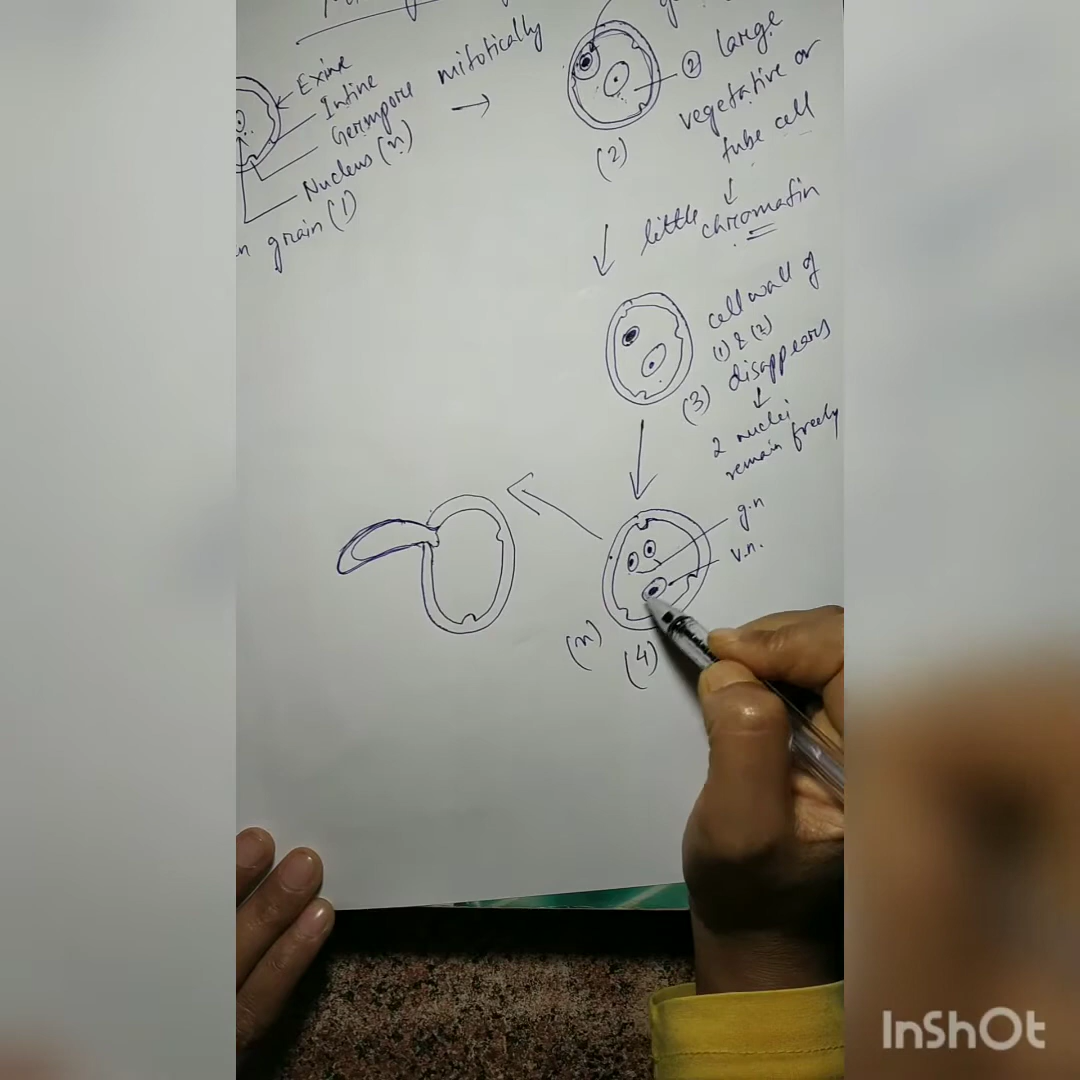 Exine
Intine
Germpore
Nucleus (n)
grain (1)
mitotically
(2)
② large
vegetative or
tube cell
little chromatin
cell wall of
(1) & (2)
disappears
(3)
2 nuclei
remain freely
g.n
v.n.
(n)
(4)
InShOt